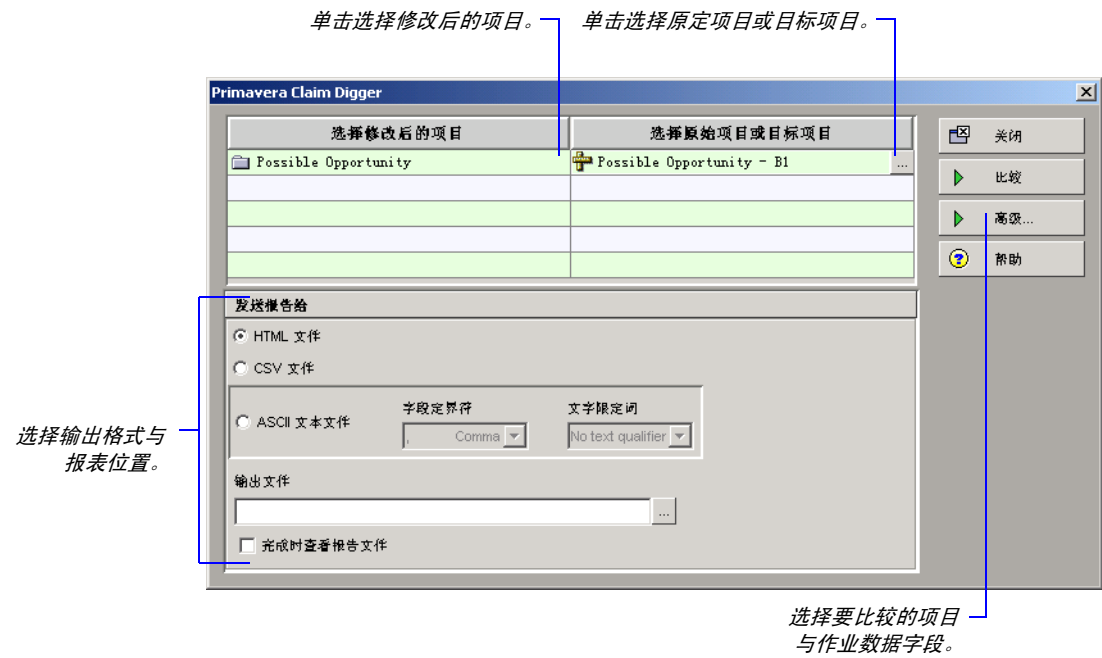 单击选择修改后的项目。
单击选择原定项目或目标项目。
Primavera Claim Digger
选择修改后的项目
选择原始项目或目标项目
Possible Opportunity
Possible Opportunity - B1
...
关闭
比较
高级...
帮助
发送报告给
HTML 文件
CSV 文件
ASCII 文本文件
字段定界符
, Comma
文字限定词
No text qualifier
输出文件
...
完成时查看报告文件
选择输出格式与
报表位置。
选择要比较的项目
与作业数据字段。